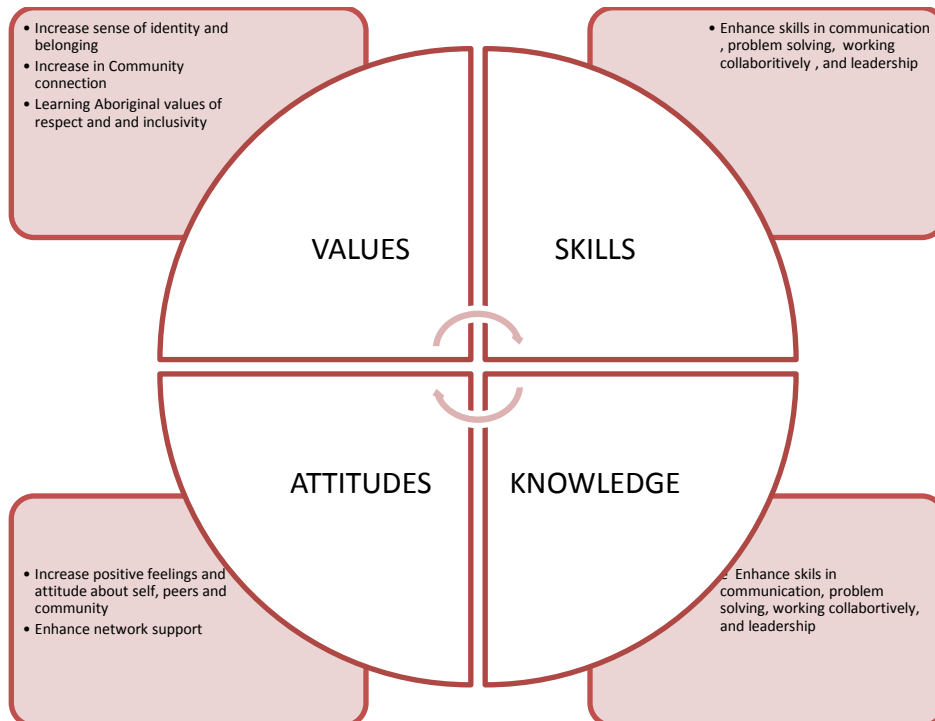 • Increase sense of identity and
belonging
• Increase in Community
connection
• Learning Aboriginal values of
respect and and inclusivity
• Enhance skills in communication
, problem solving, working
collaboritively , and leadership
VALUES
SKILLS
ATTITUDES
KNOWLEDGE
• Increase positive feelings and
attitude about self, peers and
community
• Enhance network support
Enhance skils in
communication, problem
solving, working collabortively,
and leadership